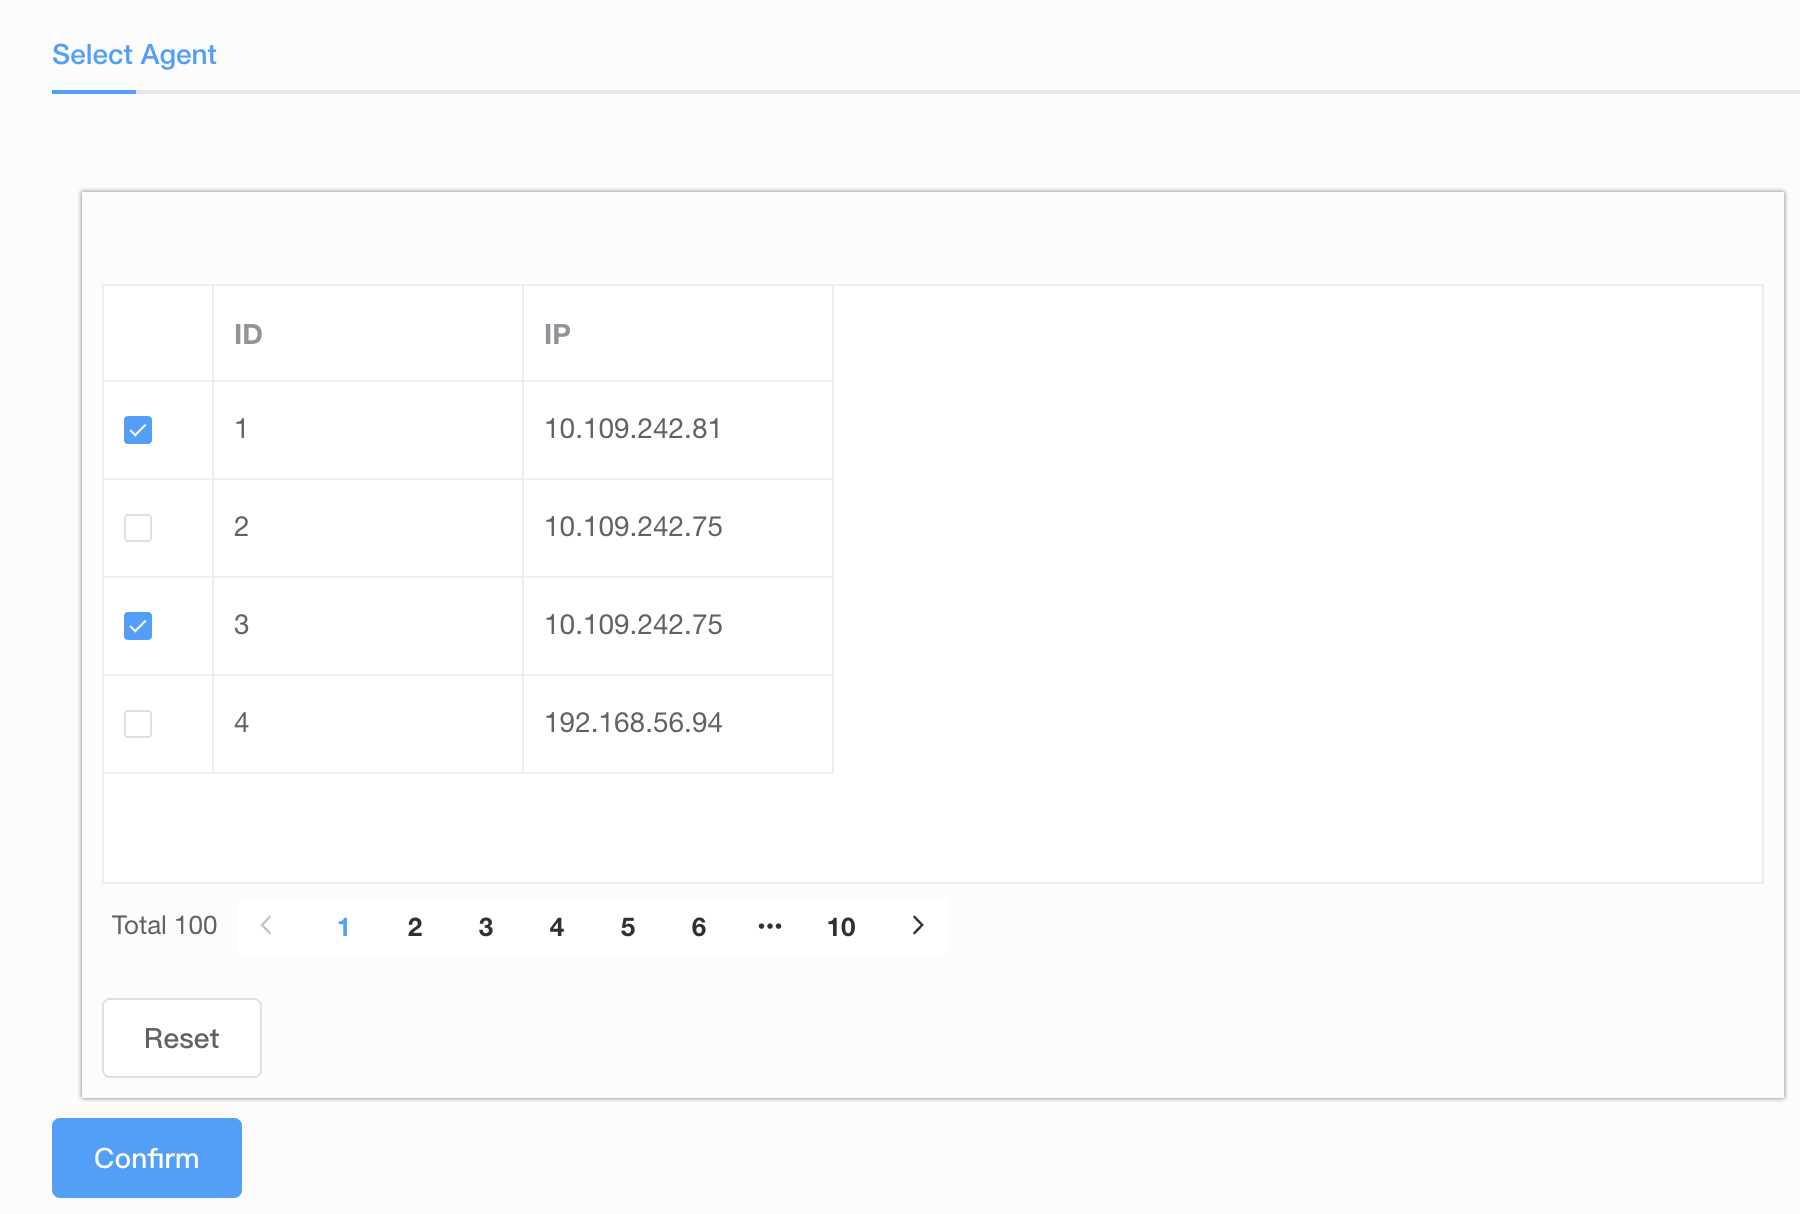 Select Agent
ID IP
1 10.109.242.81
2 10.109.242.75
3 10.109.242.75
4 192.168.56.94
Total 100 1 2 3 4 5 6 ••• 10
Reset
Confirm